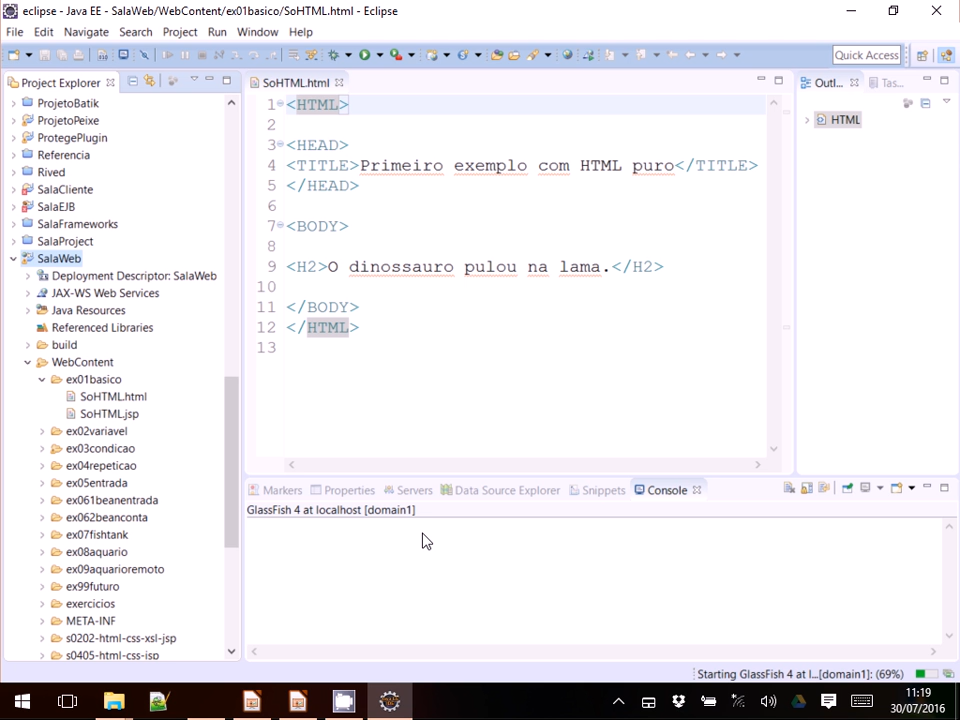 eclipse - Java EE - SalaWeb/WebContent/ex01basico/SoHTML.html - Eclipse
File Edit Navigate Search Project Run Window Help
Quick Access
Project Explorer
ProjetoBatik
ProjetoPeixe
ProtegePlugin
Referencia
Rived
SalaCliente
SalaEJB
SalaFrameworks
SalaProject
SalaWeb
Deployment Descriptor: SalaWeb
JAX-WS Web Services
Java Resources
Referenced Libraries
build
WebContent
ex01basico
SoHTML.html
SoHTML.jsp
ex02variavel
ex03condicao
ex04repeticao
ex05entrada
ex061beanentrada
ex062beanconta
ex07fishtank
ex08aquario
ex09aquarioremoto
ex99futuro
exercicios
META-INF
s0202-html-css-xsl-jsp
s0405-html-css-jsp
SoHTML.html
1 <HTML>
2
3 <HEAD>
4 <TITLE>Primeiro exemplo com HTML puro</TITLE>
5 </HEAD>
6
7 <BODY>
8
9 <H2>O dinossauro pulou na lama.</H2>
10
11 </BODY>
12 </HTML>
13
Outl... Tas...
HTML
Markers Properties Servers Data Source Explorer Snippets Console
GlassFish 4 at localhost [domain1]
Starting GlassFish 4 at l...[domain1]: (69%)
11:19
30/07/2016